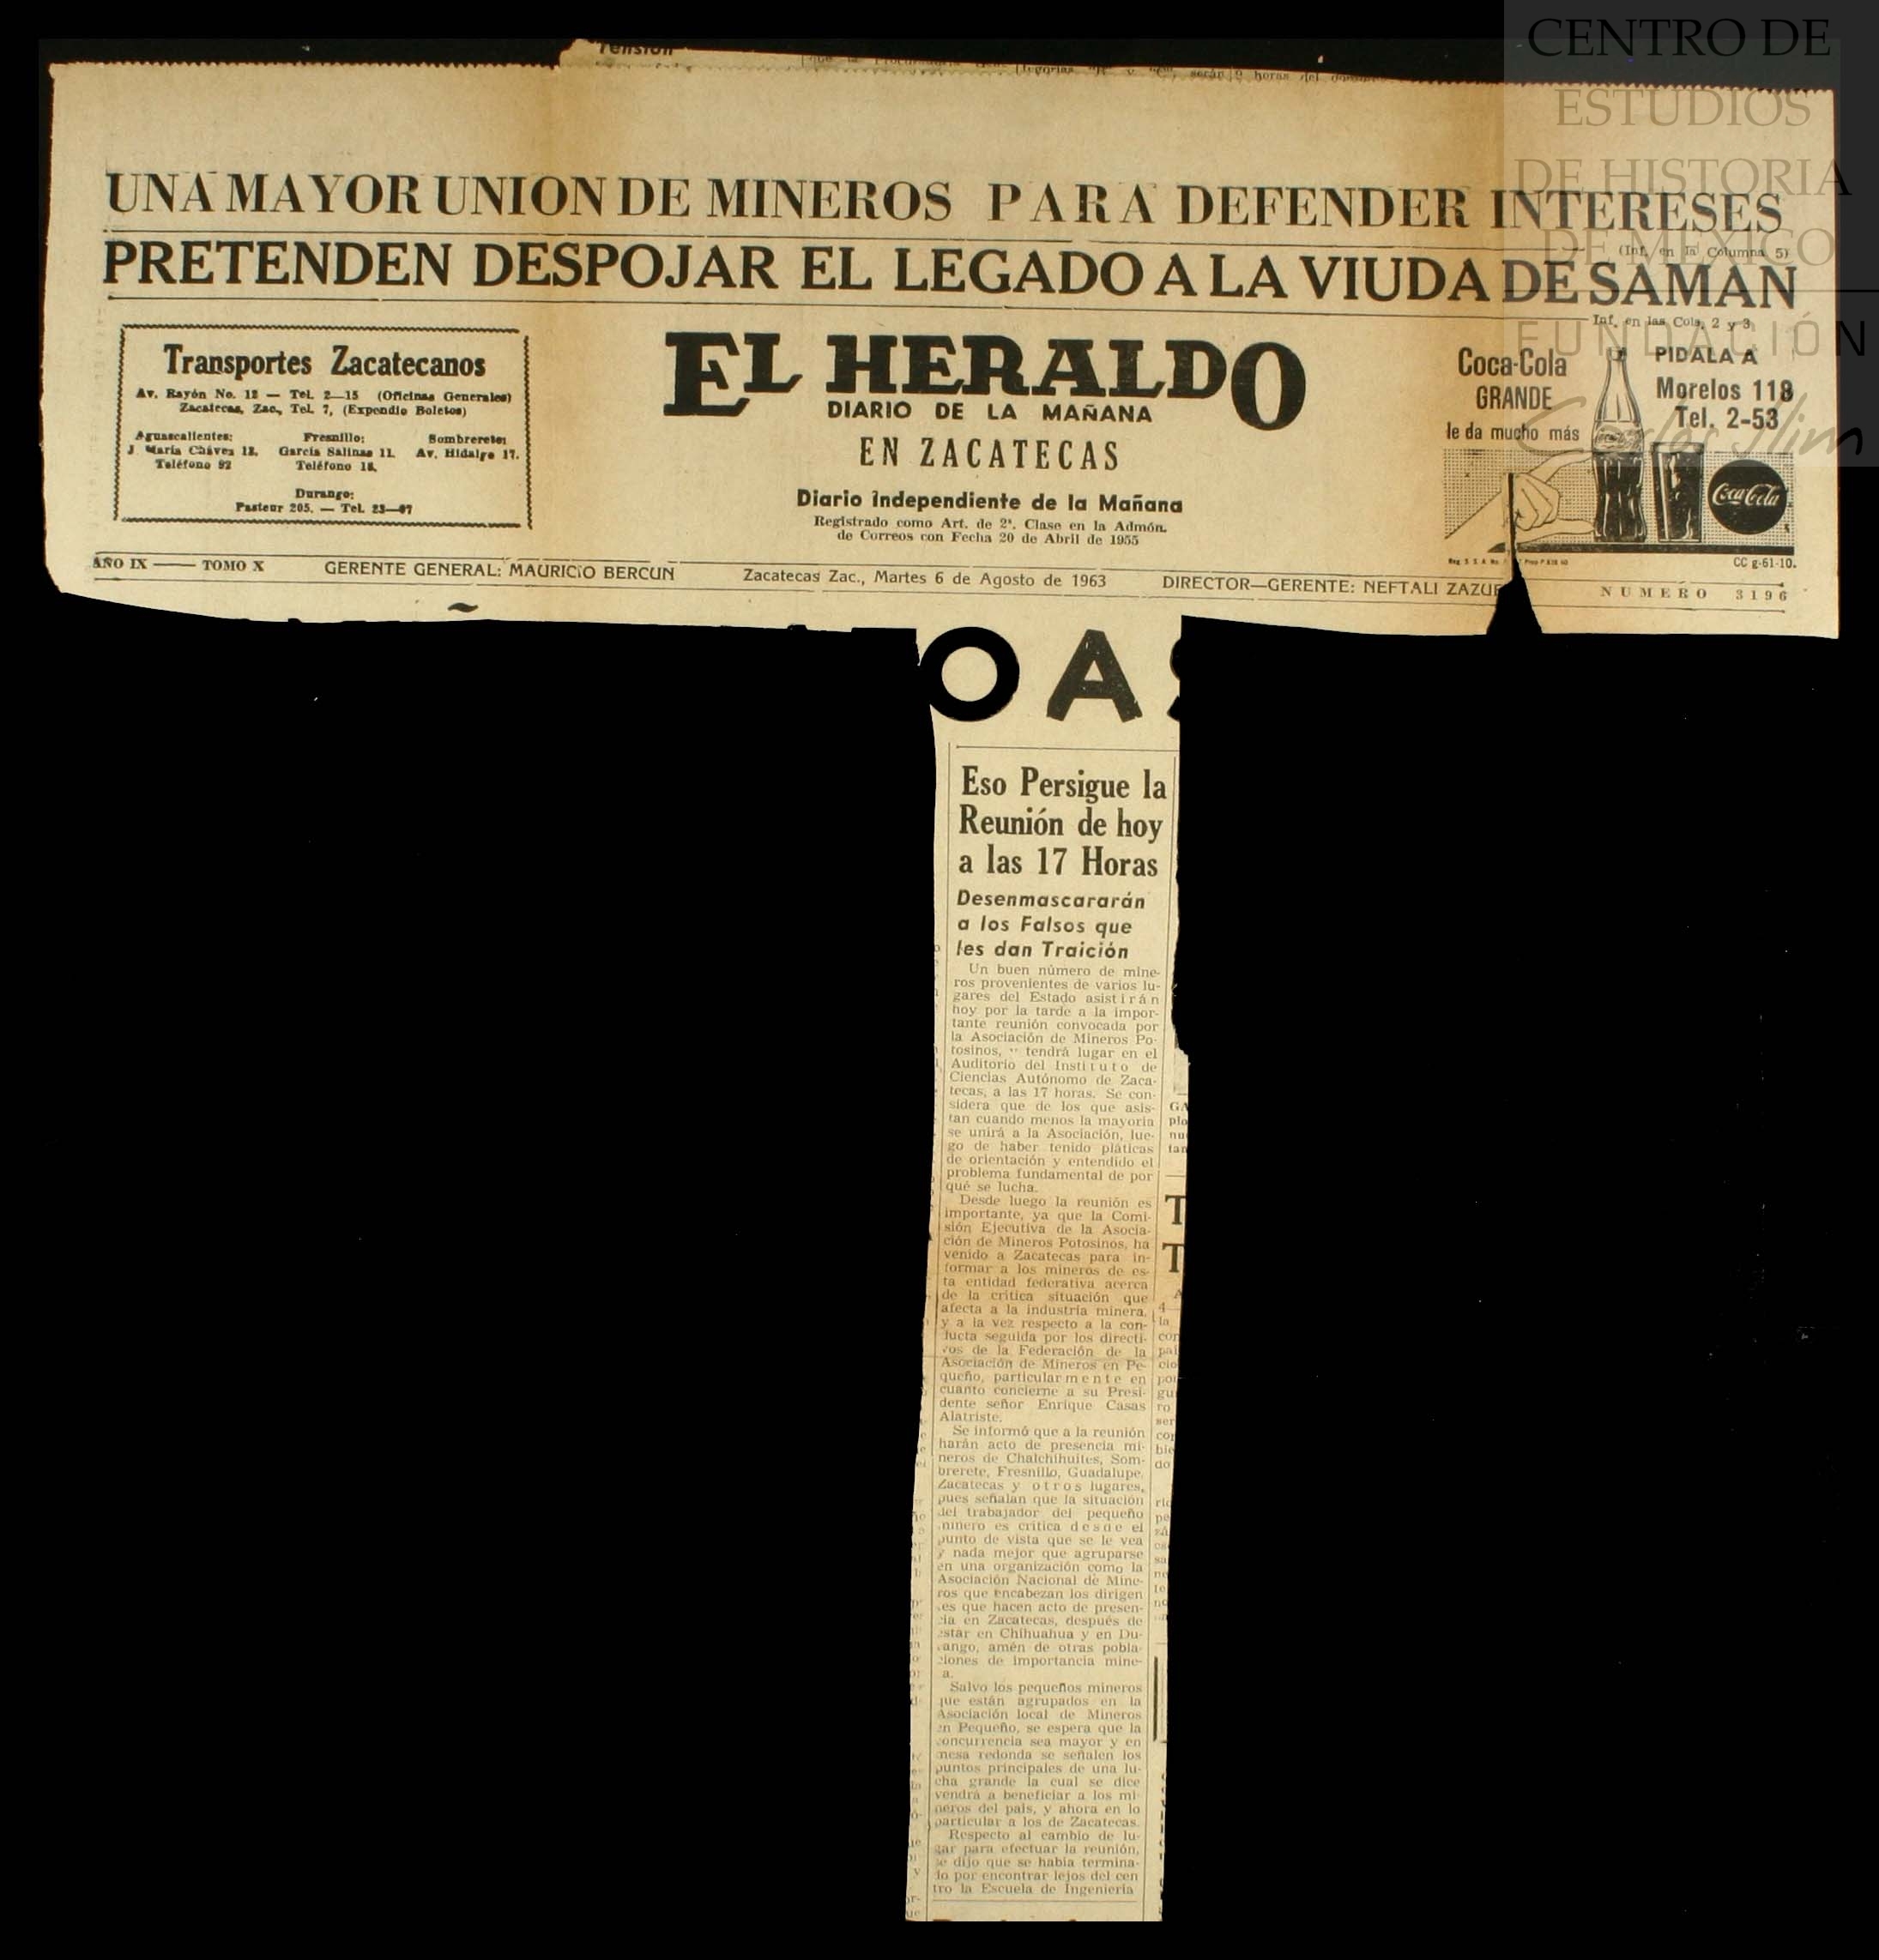 CENTRO DE
ESTUDIOS
DE HISTORIA
DE MEXICO
FUNDACIÓN
Carlos Slim
Tensión
UNA MAYOR UNION DE MINEROS PARA DEFENDER INTERESES
(Inf. en la Columna 5)
PRETENDEN DESPOJAR EL LEGADO A LA VIUDA DE SAMAN
Inf. en las Cols. 2 y 3
Transportes Zacatecanos
Av. Rayón No. 12 — Tel. 2—15 (Oficinas Generales)
Zacatecas, Zac., Tel. 7, (Expendio Boletos)
Aguascalientes: Fresnillo: Sombrerete:
J. María Chávez 12. García Salinas 11. Av. Hidalgo 17.
Teléfono 92 Teléfono 18.
Durango:
Pasteur 205. — Tel. 23—07
EL HERALDO
DIARIO DE LA MAÑANA
EN ZACATECAS
Diario Independiente de la Mañana
Registrado como Art. de 2ª. Clase en la Admón.
de Correos con Fecha 20 de Abril de 1955
Coca-Cola
GRANDE
le da mucho más
PIDALA A
Morelos 118
Tel. 2-53
Coca-Cola
CC g-61-10.
AÑO IX —— TOMO X GERENTE GENERAL: MAURICIO BERCUN Zacatecas Zac., Martes 6 de Agosto de 1963 DIRECTOR—GERENTE: NEFTALI ZAZUE NUMERO 3196
OA
Eso Persigue la
Reunión de hoy
a las 17 Horas
Desenmascararán
a los Falsos que
les dan Traición
Un buen número de mine-
ros provenientes de varios lu-
gares del Estado asistirán
hoy por la tarde a la impor-
tante reunión convocada por
la Asociación de Mineros Po-
tosinos, tendrá lugar en el
Auditorio del Instituto de
Ciencias Autónomo de Zaca-
tecas, a las 17 horas. Se con-
sidera que de los que asis-
tan cuando menos la mayoría
se unirá a la Asociación, lue-
go de haber tenido pláticas
de orientación y entendido el
problema fundamental de por
qué se lucha.
Desde luego la reunión es
importante, ya que la Comi-
sión Ejecutiva de la Asocia-
ción de Mineros Potosinos, ha
venido a Zacatecas para in-
formar a los mineros de es-
ta entidad federativa acerca
de la crítica situación que
afecta a la industria minera,
y a la vez respecto a la con-
ducta seguida por los directi-
vos de la Federación de la
Asociación de Mineros en Pe-
queño, particularmente en
cuanto concierne a su Presi-
dente señor Enrique Casas
Alatriste.
Se informó que a la reunión
harán acto de presencia mi-
neros de Chalchihuites, Som-
brerete, Fresnillo, Guadalupe,
Zacatecas y otros lugares,
pues señalan que la situación
del trabajador del pequeño
minero es crítica desde el
punto de vista que se le vea
y nada mejor que agruparse
en una organización como la
Asociación Nacional de Mine-
ros que encabezan los dirigen
es que hacen acto de presen-
cia en Zacatecas, después de
estar en Chihuahua y en Du-
ango, amén de otras pobla-
ciones de importancia mine-
a.
Salvo los pequeños mineros
que están agrupados en la
Asociación local de Mineros
en Pequeño, se espera que la
concurrencia sea mayor y en
mesa redonda se señalen los
puntos principales de una lu-
cha grande la cual se dice
vendrá a beneficiar a los mi-
neros del país, y ahora en lo
particular a los de Zacatecas.
Respecto al cambio de lu-
gar para efectuar la reunión,
se dijo que se había termina-
do por encontrar lejos del cen
tro la Escuela de Ingeniería